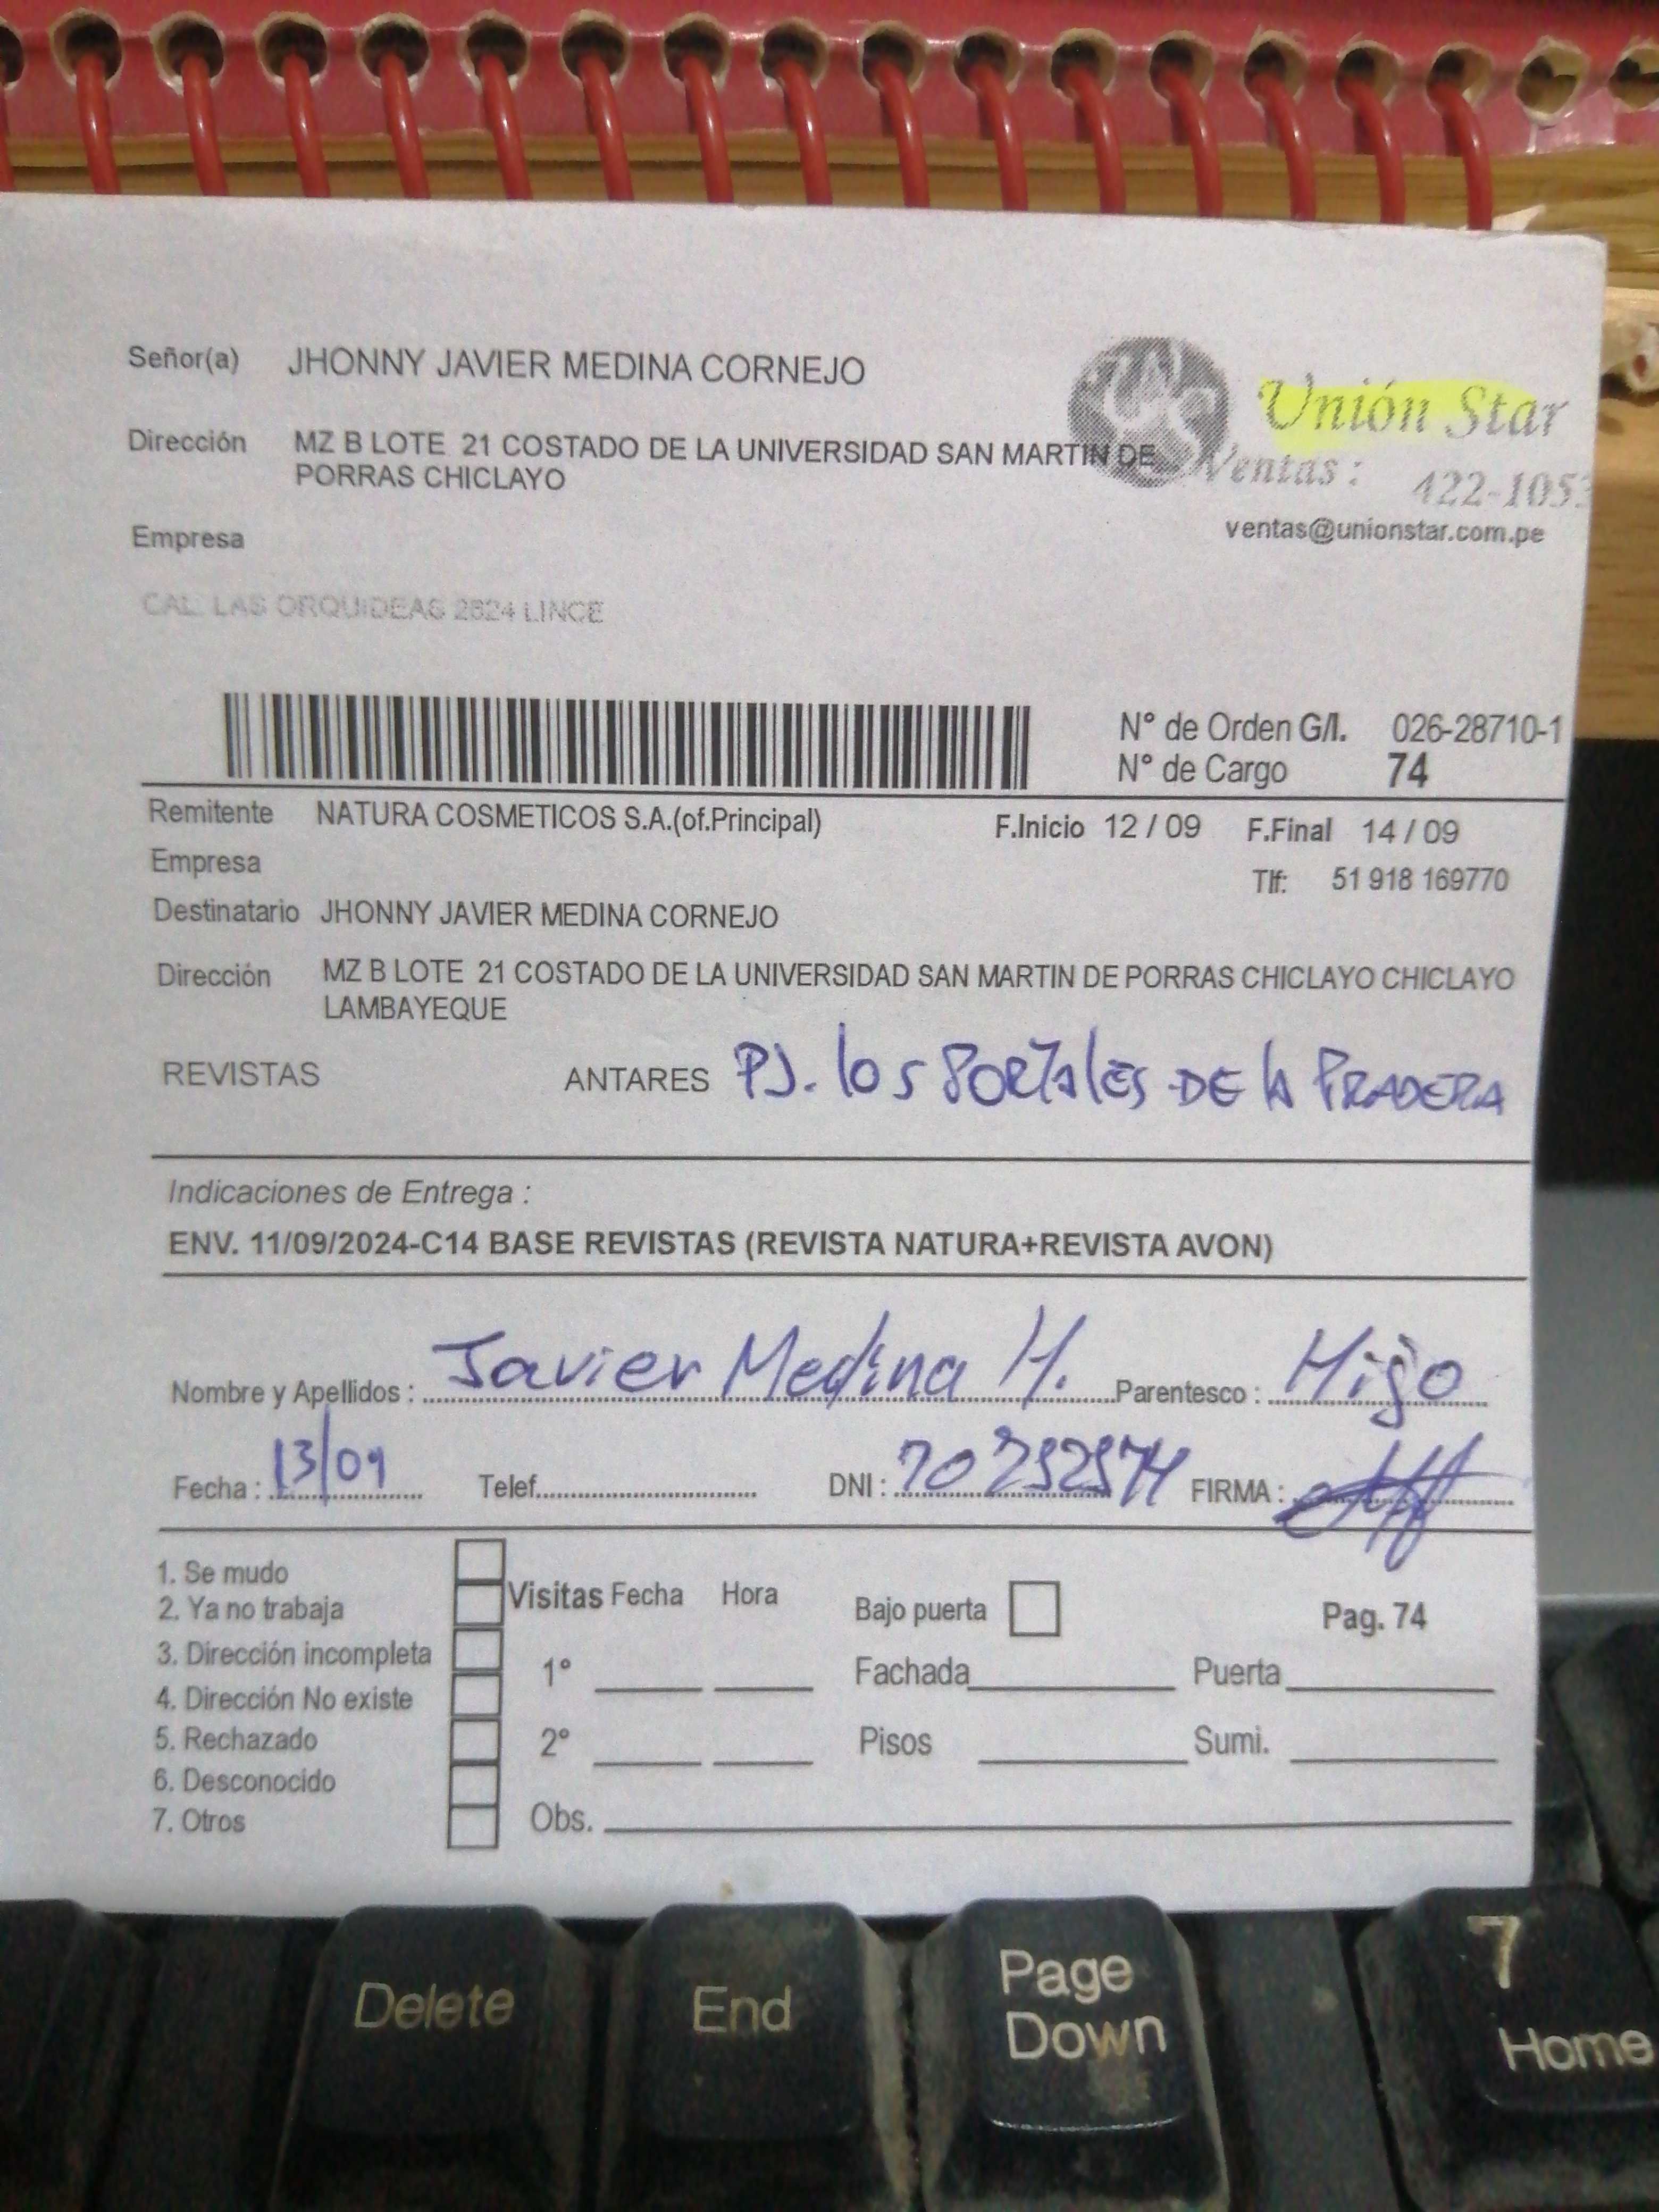 Señor(a) JHONNY JAVIER MEDINA CORNEJO
Unión Star
Dirección MZ B LOTE 21 COSTADO DE LA UNIVERSIDAD SAN MARTIN DE
PORRAS CHICLAYO
Ventas : 422-1053
ventas@unionstar.com.pe
Empresa
CAL. LAS ORQUIDEAS 2624 LINCE
N° de Orden G/I. 026-28710-1
N° de Cargo 74
Remitente NATURA COSMETICOS S.A.(of.Principal) F.Inicio 12 / 09 F.Final 14 / 09
Empresa
Tlf: 51 918 169770
Destinatario JHONNY JAVIER MEDINA CORNEJO
Dirección MZ B LOTE 21 COSTADO DE LA UNIVERSIDAD SAN MARTIN DE PORRAS CHICLAYO CHICLAYO
LAMBAYEQUE
REVISTAS ANTARES PJ. los PORTALES DE la PRADERA
Indicaciones de Entrega :
ENV. 11/09/2024-C14 BASE REVISTAS (REVISTA NATURA+REVISTA AVON)
Nombre y Apellidos : Javier Medina H. Parentesco : Hijo
Fecha : 13/09 Telef. DNI : FIRMA :
1. Se mudo
2. Ya no trabaja
3. Dirección incompleta
4. Dirección No existe
5. Rechazado
6. Desconocido
7. Otros
Visitas Fecha Hora
1°
2°
Obs.
Bajo puerta
Pag. 74
Fachada Puerta
Pisos Sumi.
Delete
End
Page
Down
7
Home